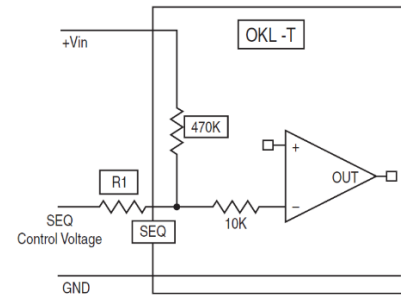 OKL -T
+Vin
470K
R1
+
OUT
SEQ
Control Voltage
SEQ
10K
–
GND